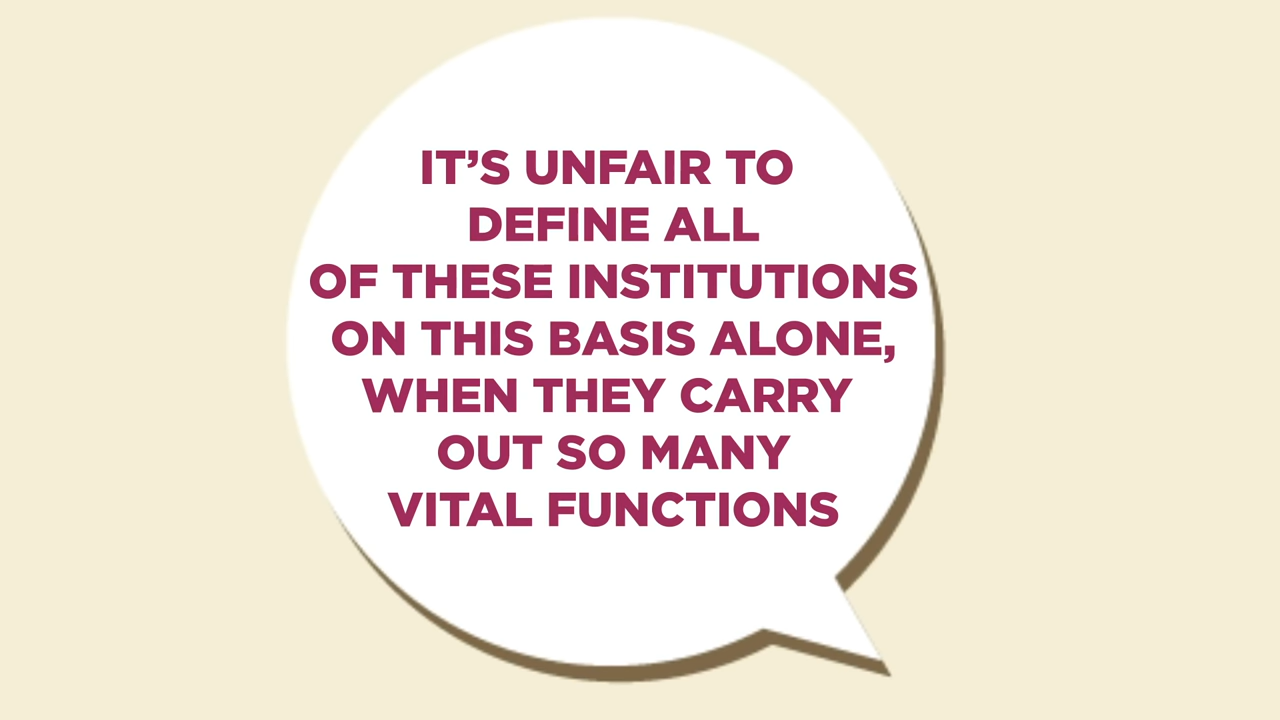 IT’S UNFAIR TO
DEFINE ALL
OF THESE INSTITUTIONS
ON THIS BASIS ALONE,
WHEN THEY CARRY
OUT SO MANY
VITAL FUNCTIONS